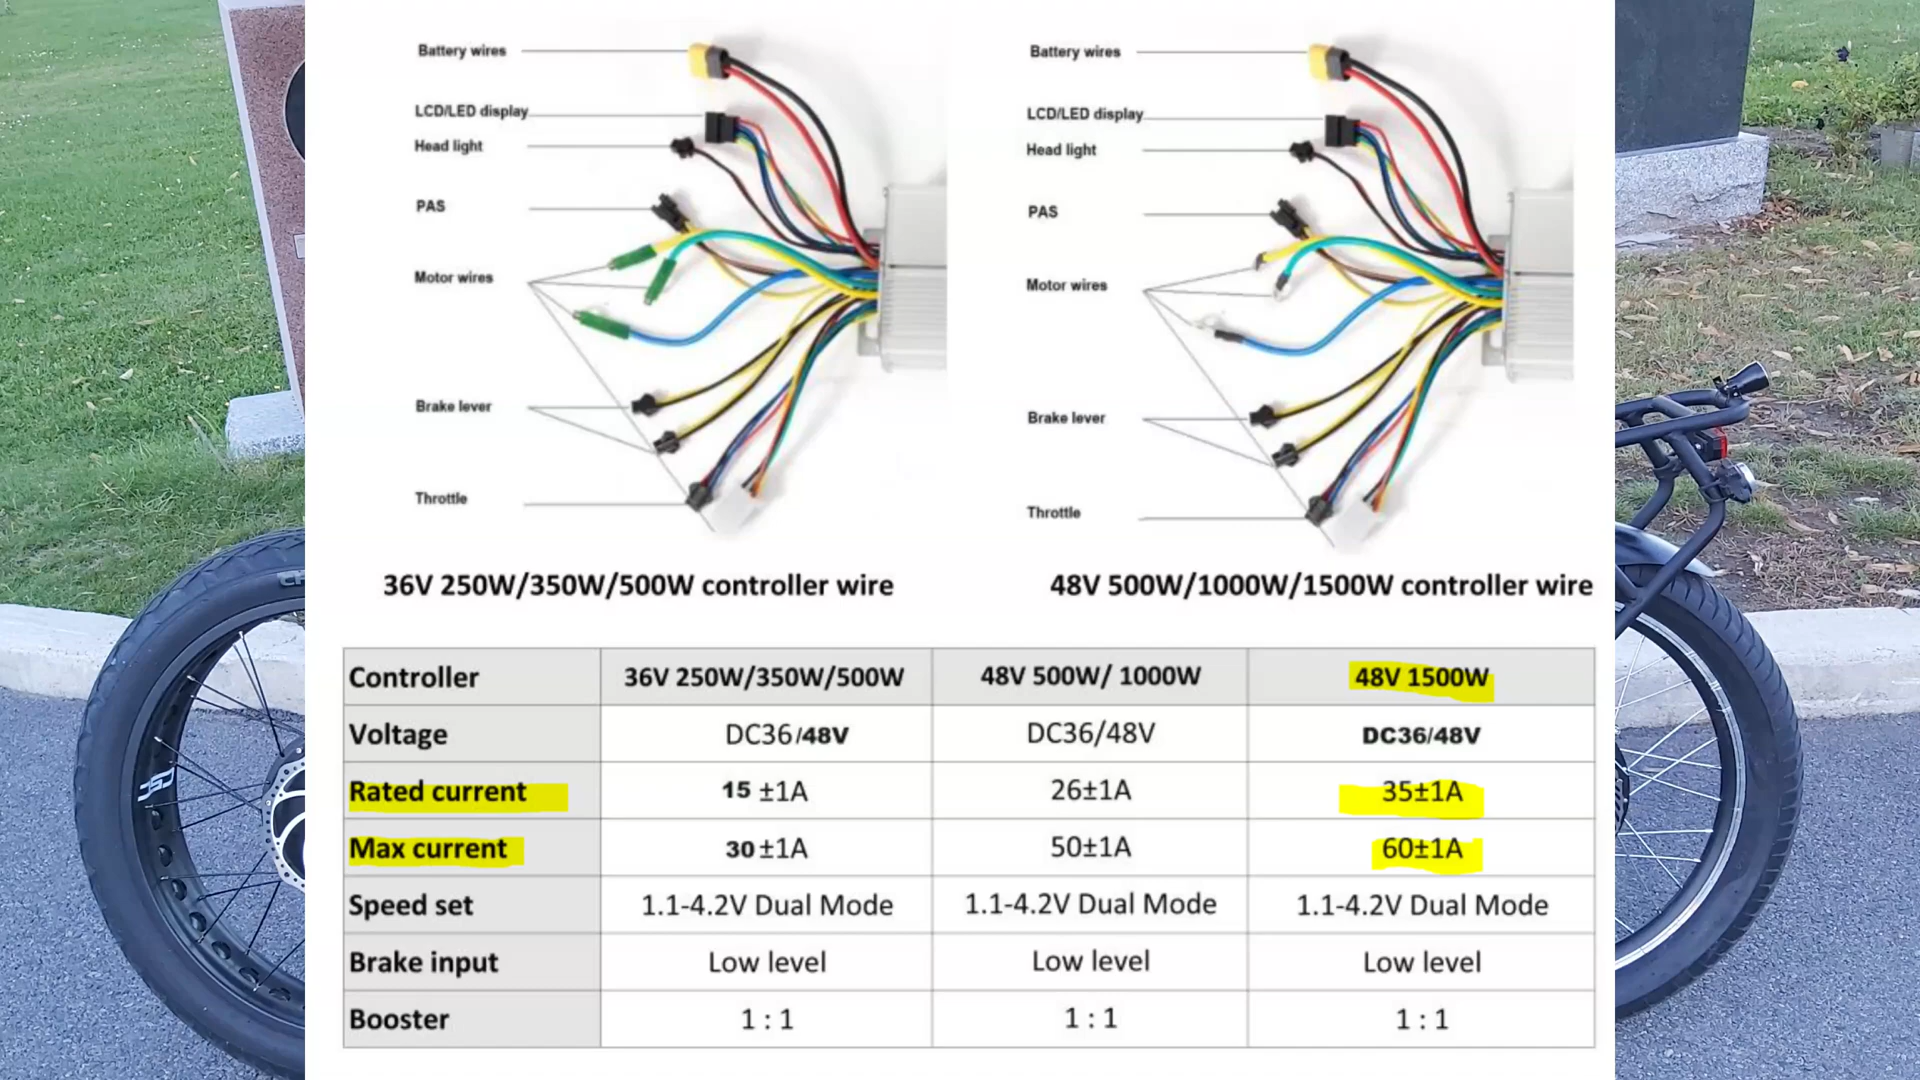 Battery wires
LCD/LED display
Head light
PAS
Motor wires
Brake lever
Throttle
Battery wires
LCD/LED display
Head light
PAS
Motor wires
Brake lever
Throttle
36V 250W/350W/500W controller wire
48V 500W/1000W/1500W controller wire
Controller 36V 250W/350W/500W 48V 500W/ 1000W 48V 1500W
Voltage DC36/48V DC36/48V DC36/48V
Rated current 15 ±1A 26±1A 35±1A
Max current 30 ±1A 50±1A 60±1A
Speed set 1.1-4.2V Dual Mode 1.1-4.2V Dual Mode 1.1-4.2V Dual Mode
Brake input Low level Low level Low level
Booster 1 : 1 1 : 1 1 : 1